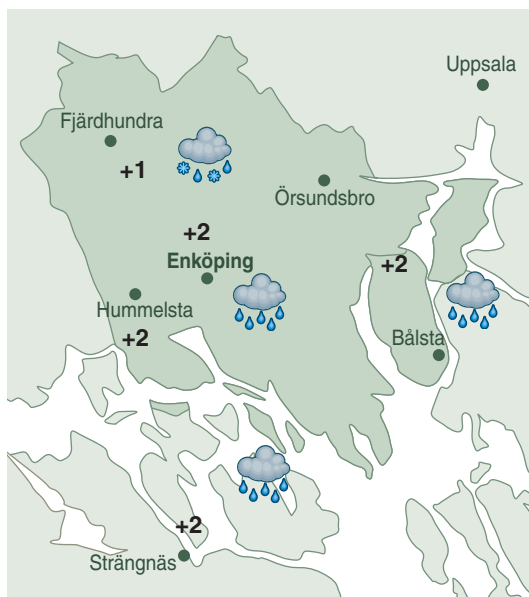 Uppsala
Fjärdhundra
+1
Örsundsbro
+2
Enköping
+2
Hummelsta
+2
Bålsta
+2
Strängnäs